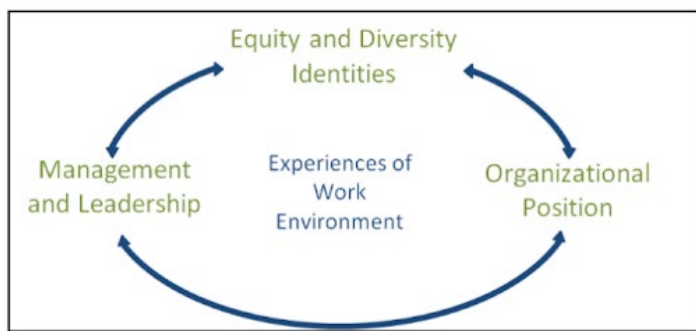 Equity and Diversity
Identities
Management
and Leadership
Experiences of
Work
Environment
Organizational
Position